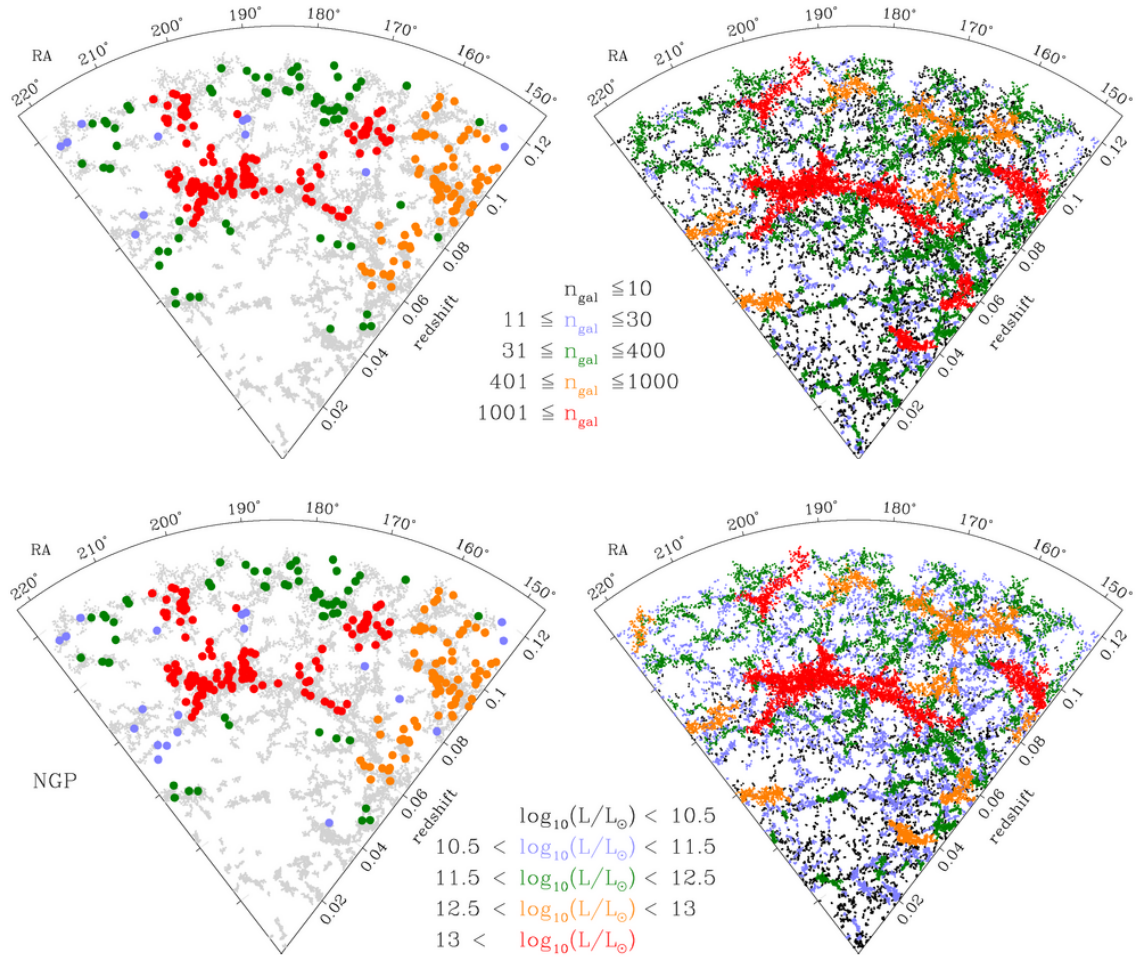 190° 180°
200° 170°
RA 210° 160°
220° 150°
0.12
0.1
0.08
0.06
0.04
0.02
redshift
190° 180°
200° 170°
RA 210° 160°
220° 150°
0.12
0.1
0.08
0.06
0.04
0.02
redshift
n_gal ≦10
11 ≦ n_gal ≦30
31 ≦ n_gal ≦400
401 ≦ n_gal ≦1000
1001 ≦ n_gal
190° 180°
200° 170°
RA 210° 160°
220° 150°
0.12
0.1
0.08
0.06
0.04
0.02
redshift
NGP
190° 180°
200° 170°
RA 210° 160°
220° 150°
0.12
0.1
0.08
0.06
0.04
0.02
redshift
log₁₀(L/L☉) < 10.5
10.5 < log₁₀(L/L☉) < 11.5
11.5 < log₁₀(L/L☉) < 12.5
12.5 < log₁₀(L/L☉) < 13
13 < log₁₀(L/L☉)